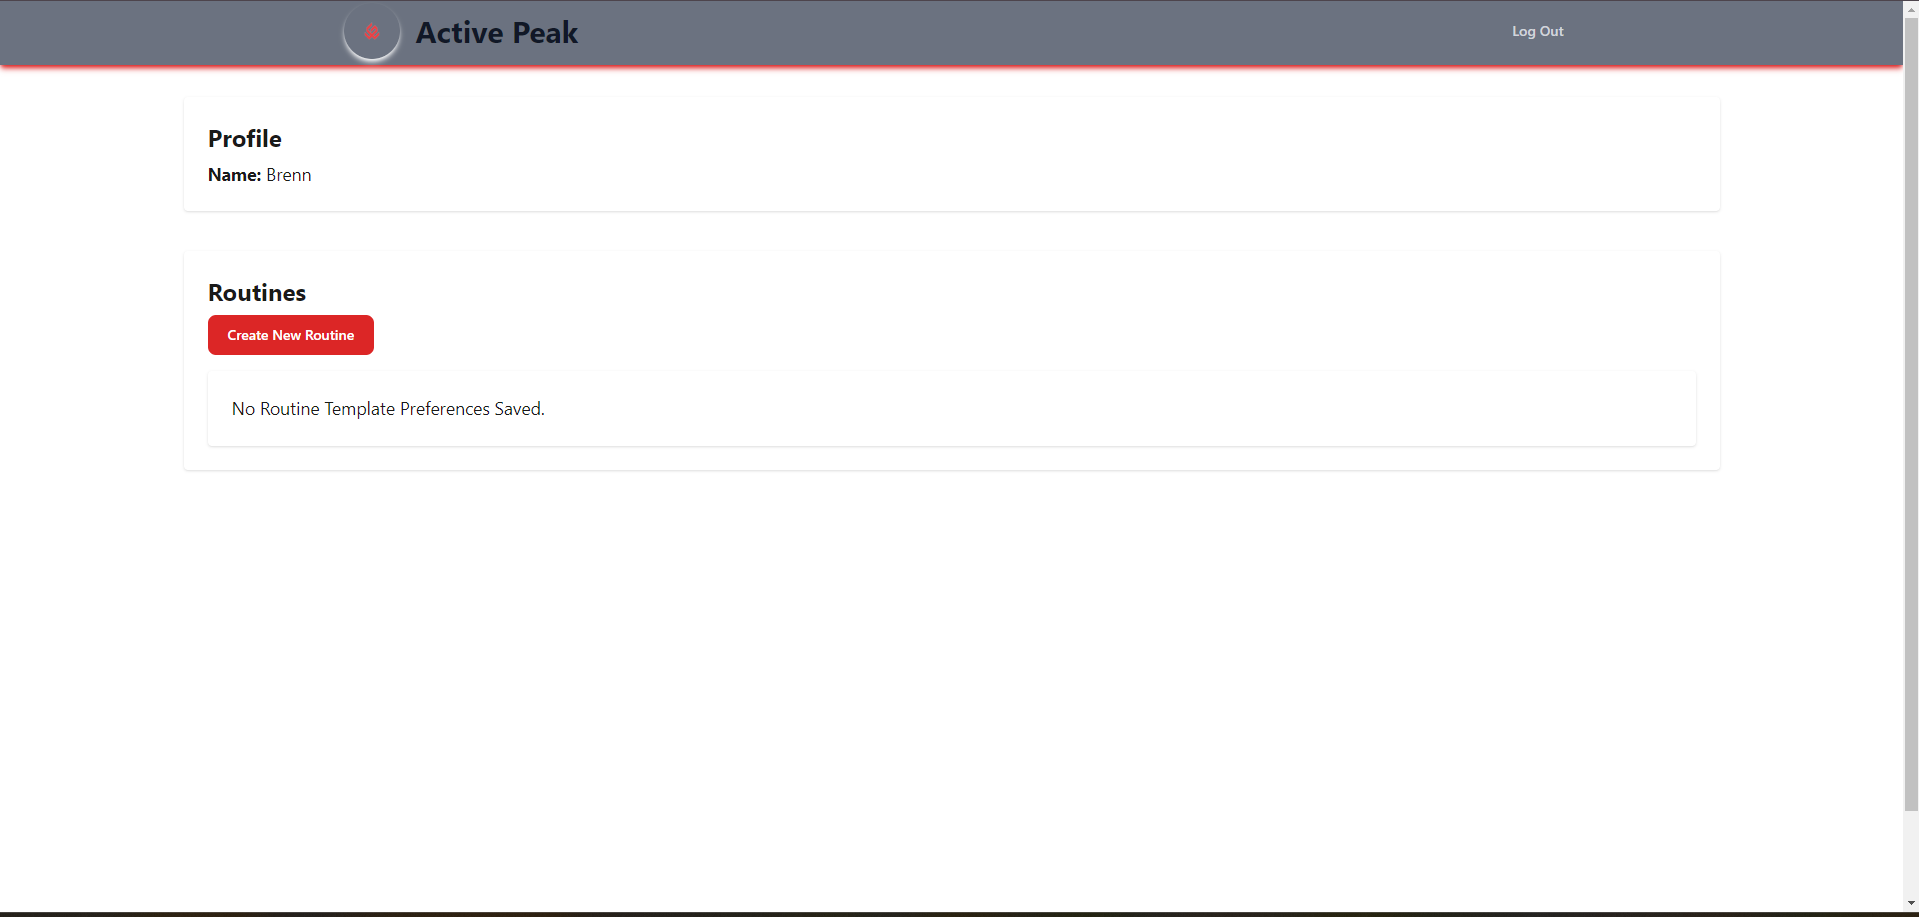 Active Peak
Log Out
Profile
Name: Brenn
Routines
Create New Routine
No Routine Template Preferences Saved.